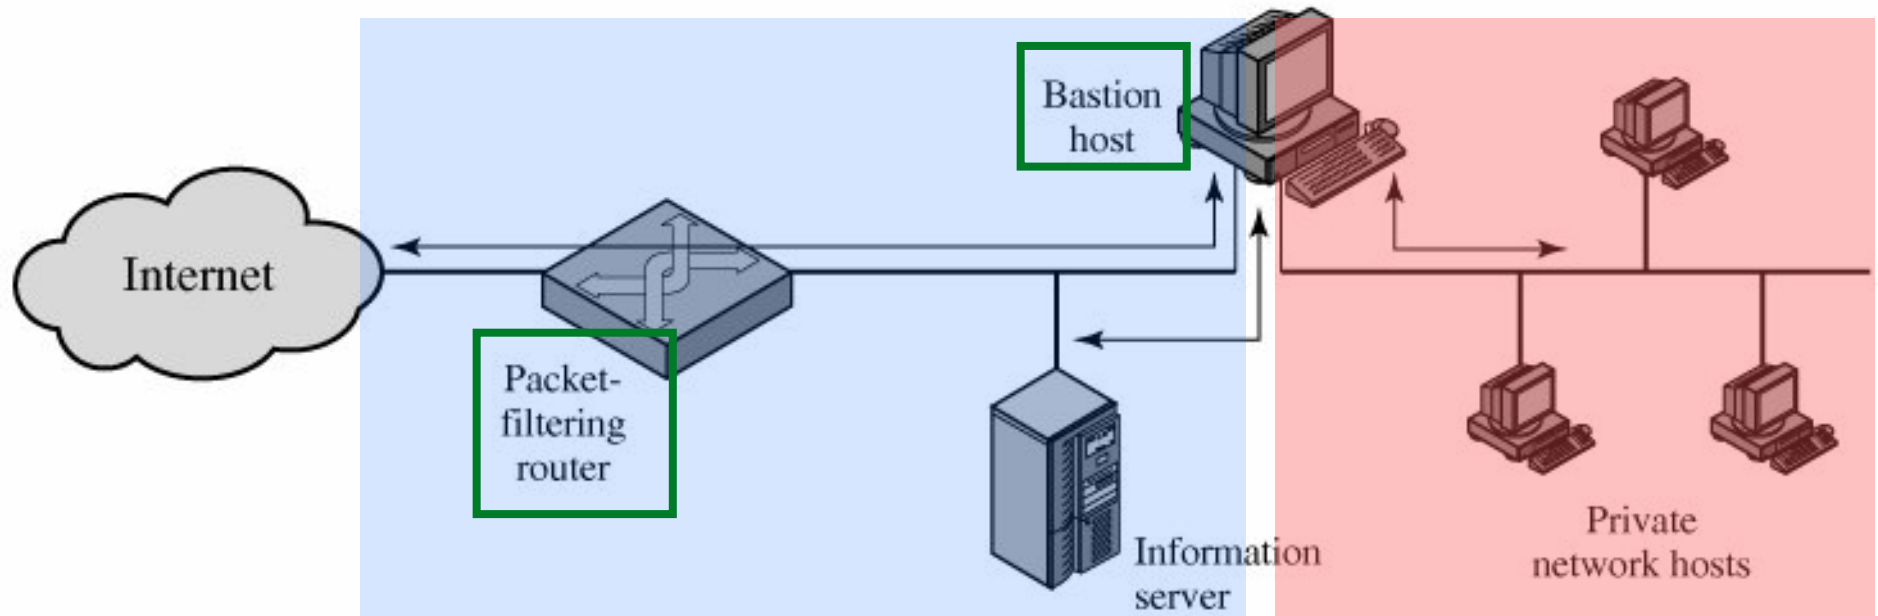 Bastion
host
Internet
Packet-
filtering
router
Information
server
Private
network hosts